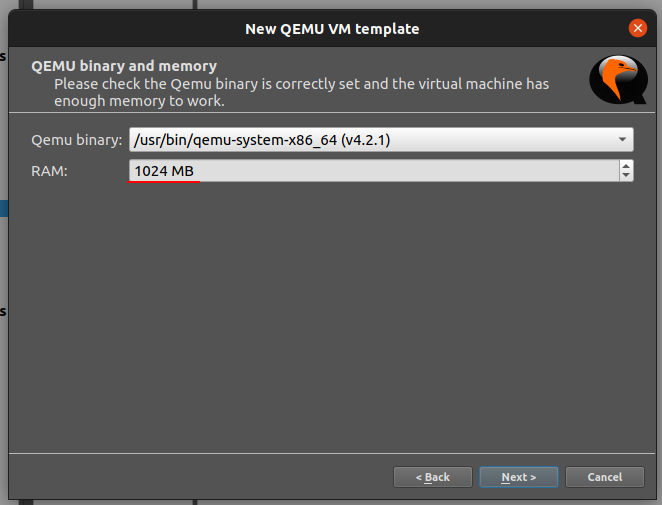 New QEMU VM template
QEMU binary and memory
Please check the Qemu binary is correctly set and the virtual machine has
enough memory to work.
Qemu binary: /usr/bin/qemu-system-x86_64 (v4.2.1)
RAM: 1024 MB
< Back Next > Cancel